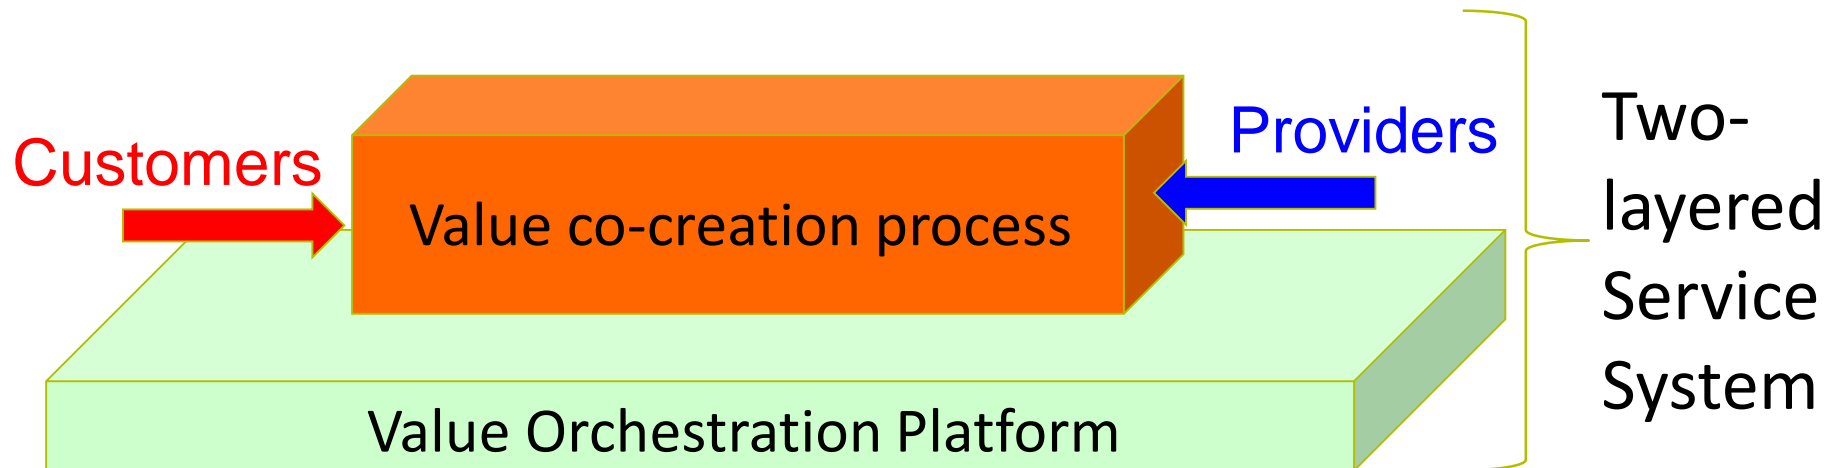 Customers
Value co-creation process
Providers
Value Orchestration Platform
Two-
layered
Service
System